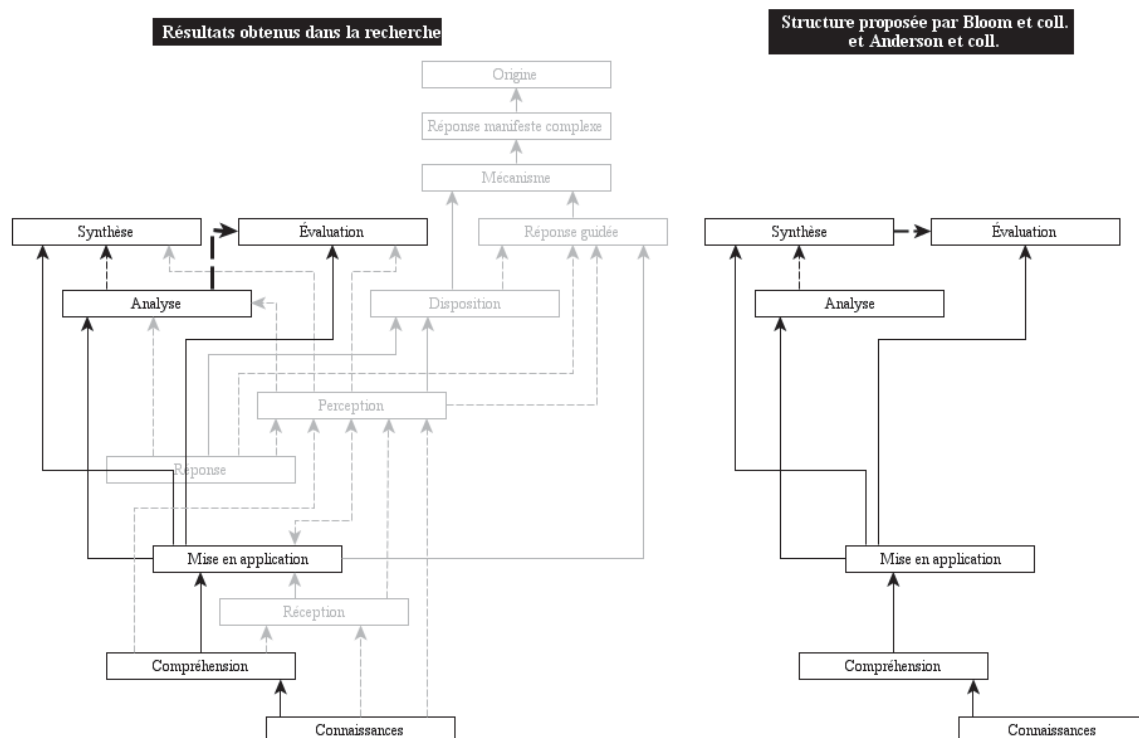 Résultats obtenus dans la recherche
Structure proposée par Bloom et coll.
et Anderson et coll.
Origine
Réponse manifeste complexe
Mécanisme
Synthèse
Évaluation
Réponse guidée
Synthèse
Évaluation
Analyse
Disposition
Analyse
Perception
Réponse
Mise en application
Mise en application
Réception
Compréhension
Compréhension
Connaissances
Connaissances